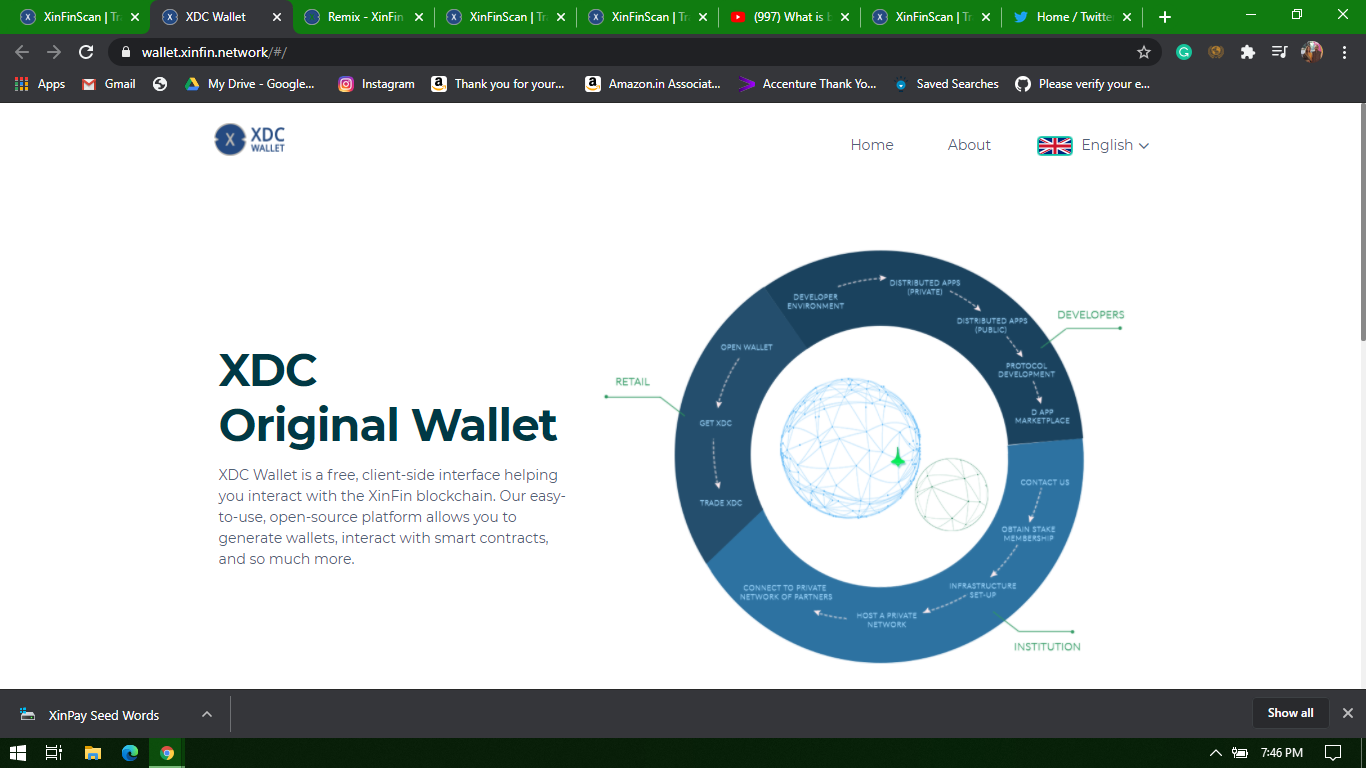 XinFinScan | Tra
XDC Wallet
Remix - XinFin
XinFinScan | Tra
XinFinScan | Tra
(997) What is b
XinFinScan | Tra
Home / Twitter
wallet.xinfin.network/#/
Apps
Gmail
My Drive - Google...
Instagram
Thank you for your...
Amazon.in Associat...
Accenture Thank Yo...
Saved Searches
Please verify your e...
X
XDC
WALLET
Home
About
English
XDC
Original Wallet
XDC Wallet is a free, client-side interface helping
you interact with the XinFin blockchain. Our easy-
to-use, open-source platform allows you to
generate wallets, interact with smart contracts,
and so much more.
RETAIL
OPEN WALLET
GET XDC
TRADE XDC
DEVELOPERS
DEVELOPER
ENVIRONMENT
DISTRIBUTED APPS
(PRIVATE)
DISTRIBUTED APPS
(PUBLIC)
PROTOCOL
DEVELOPMENT
D APP
MARKETPLACE
INSTITUTION
CONTACT US
OBTAIN STAKE
MEMBERSHIP
INFRASTRUCTURE
SET-UP
HOST A PRIVATE
NETWORK
CONNECT TO PRIVATE
NETWORK OF PARTNERS
XinPay Seed Words
Show all
7:46 PM